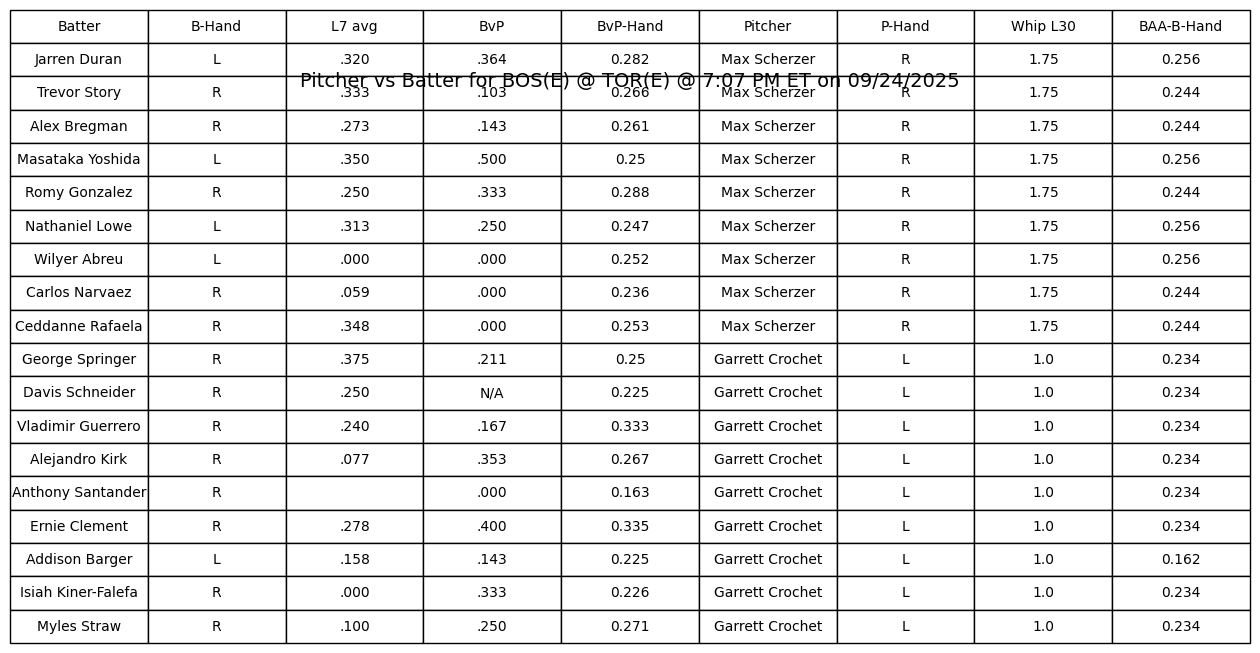 Batter B-Hand L7 avg BvP BvP-Hand Pitcher P-Hand Whip L30 BAA-B-Hand
Jarren Duran L .320 .364 0.282 Max Scherzer R 1.75 0.256
Pitcher vs Batter for BOS(E) @ TOR(E) @ 7:07 PM ET on 09/24/2025
Trevor Story R .333 .103 0.266 Max Scherzer R 1.75 0.244
Alex Bregman R .273 .143 0.261 Max Scherzer R 1.75 0.244
Masataka Yoshida L .350 .500 0.25 Max Scherzer R 1.75 0.256
Romy Gonzalez R .250 .333 0.288 Max Scherzer R 1.75 0.244
Nathaniel Lowe L .313 .250 0.247 Max Scherzer R 1.75 0.256
Wilyer Abreu L .000 .000 0.252 Max Scherzer R 1.75 0.256
Carlos Narvaez R .059 .000 0.236 Max Scherzer R 1.75 0.244
Ceddanne Rafaela R .348 .000 0.253 Max Scherzer R 1.75 0.244
George Springer R .375 .211 0.25 Garrett Crochet L 1.0 0.234
Davis Schneider R .250 N/A 0.225 Garrett Crochet L 1.0 0.234
Vladimir Guerrero R .240 .167 0.333 Garrett Crochet L 1.0 0.234
Alejandro Kirk R .077 .353 0.267 Garrett Crochet L 1.0 0.234
Anthony Santander R .000 0.163 Garrett Crochet L 1.0 0.234
Ernie Clement R .278 .400 0.335 Garrett Crochet L 1.0 0.234
Addison Barger L .158 .143 0.225 Garrett Crochet L 1.0 0.162
Isiah Kiner-Falefa R .000 .333 0.226 Garrett Crochet L 1.0 0.234
Myles Straw R .100 .250 0.271 Garrett Crochet L 1.0 0.234